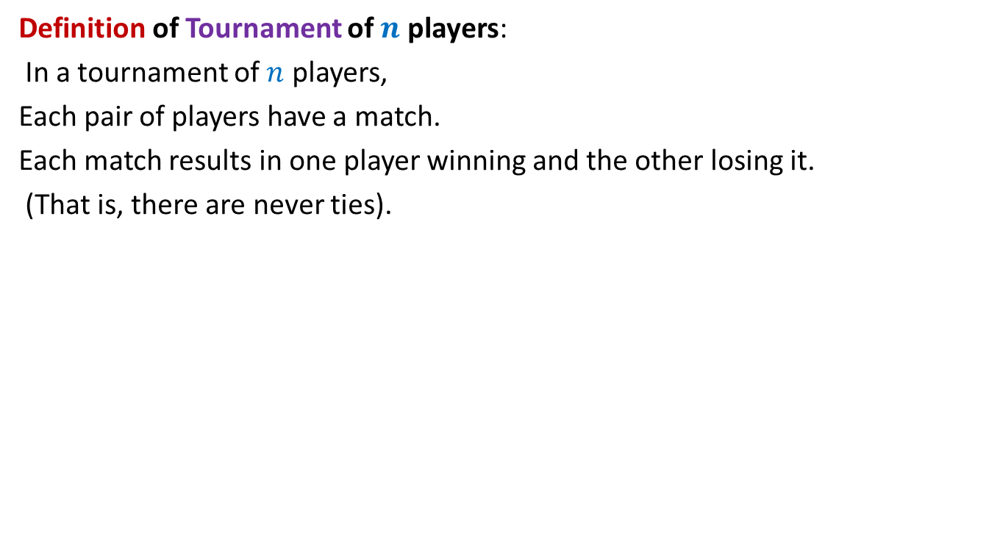 Definition of Tournament of n players:
In a tournament of n players,
Each pair of players have a match.
Each match results in one player winning and the other losing it.
(That is, there are never ties).